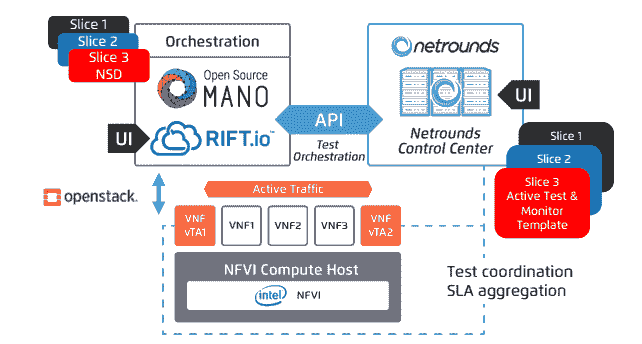 Slice 1
Slice 2
Slice 3
NSD
Orchestration
Open Source
MANO
UI
RIFT.io™
API
Test
Orchestration
netrounds
Netrounds
Control Center
UI
Slice 1
Slice 2
Slice 3
Active Test &
Monitor
Template
openstack.
Active Traffic
VNF
vTA1
VNF1
VNF2
VNF3
VNF
vTA2
NFVI Compute Host
intel
NFVI
Test coordination
SLA aggregation